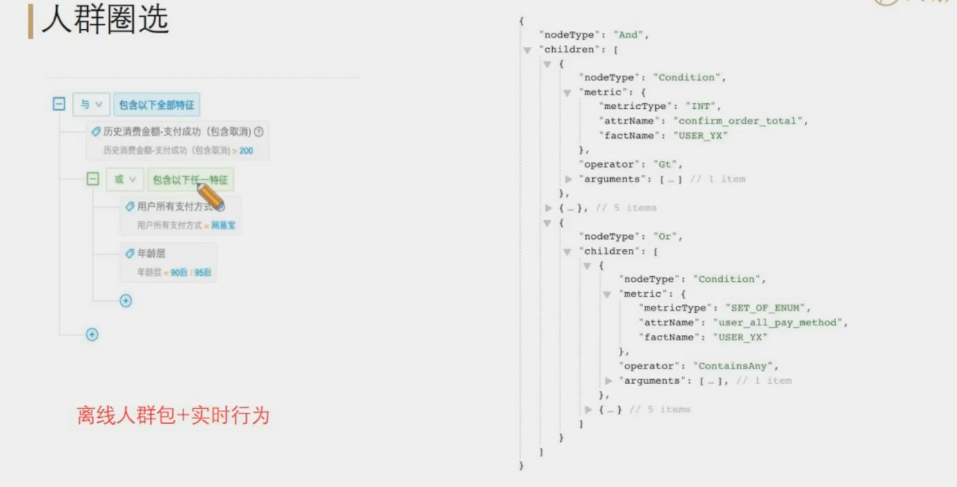 人群圈选
与 包含以下全部特征
历史消费金额-支付成功（包含取消)
历史消费金额-支付成功（包含取消) > 200
或 包含以下任一特征
用户所有支付方式
用户所有支付方式 = 网易宝
年龄层
年龄层 = 90后 / 95后
离线人群包+实时行为
{
"nodeType": "And",
"children": [
{
"nodeType": "Condition",
"metric": {
"metricType": "INT",
"attrName": "confirm_order_total",
"factName": "USER_YX"
},
"operator": "Gt",
"arguments": [ … ] // 1 item
},
{ … }, // 5 items
{
"nodeType": "Or",
"children": [
{
"nodeType": "Condition",
"metric": {
"metricType": "SET_OF_ENUM",
"attrName": "user_all_pay_method",
"factName": "USER_YX"
},
"operator": "ContainsAny",
"arguments": [ … ], // 1 item
},
{ … } // 5 items
]
}
]
}